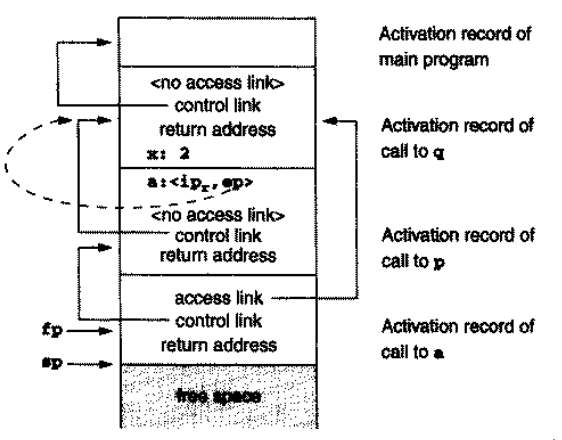 Activation record of
main program
<no access link>
control link
return address
x: 2
Activation record of
call to q
a:<ip_r,ep>
<no access link>
control link
return address
Activation record of
call to p
access link
control link
return address
fp
sp
Activation record of
call to a
free space